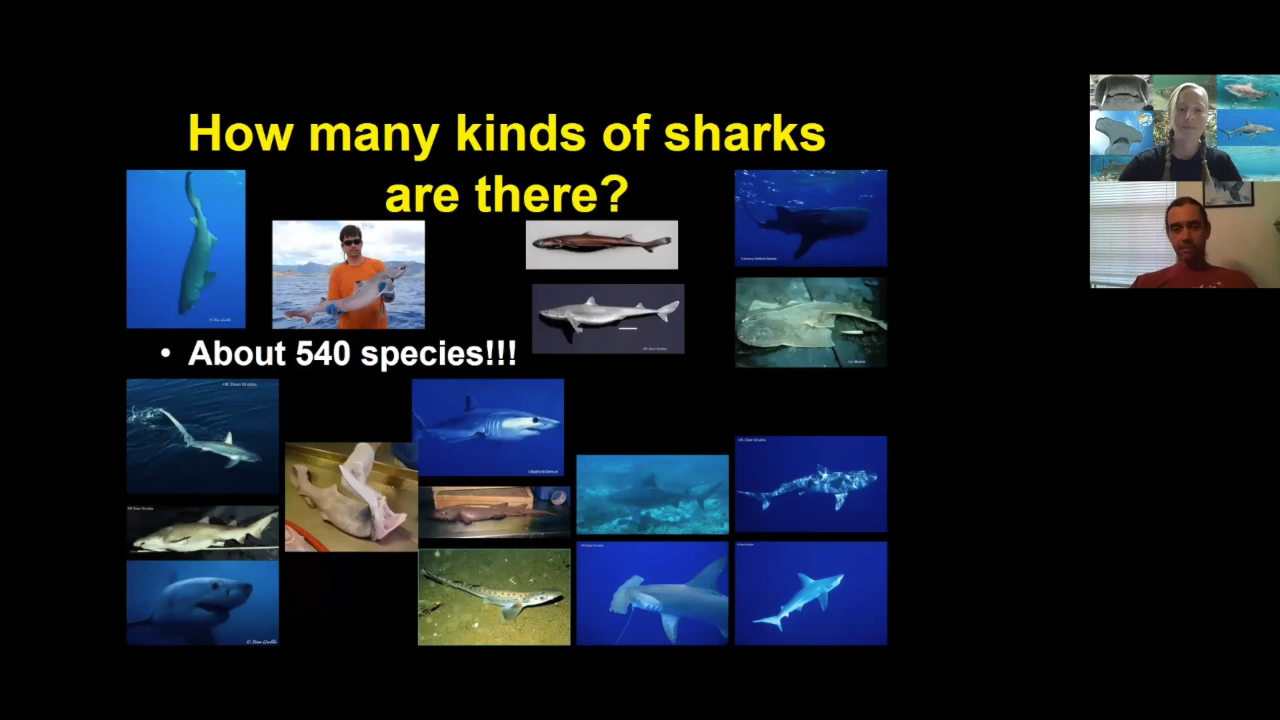 How many kinds of sharks
are there?
• About 540 species!!!